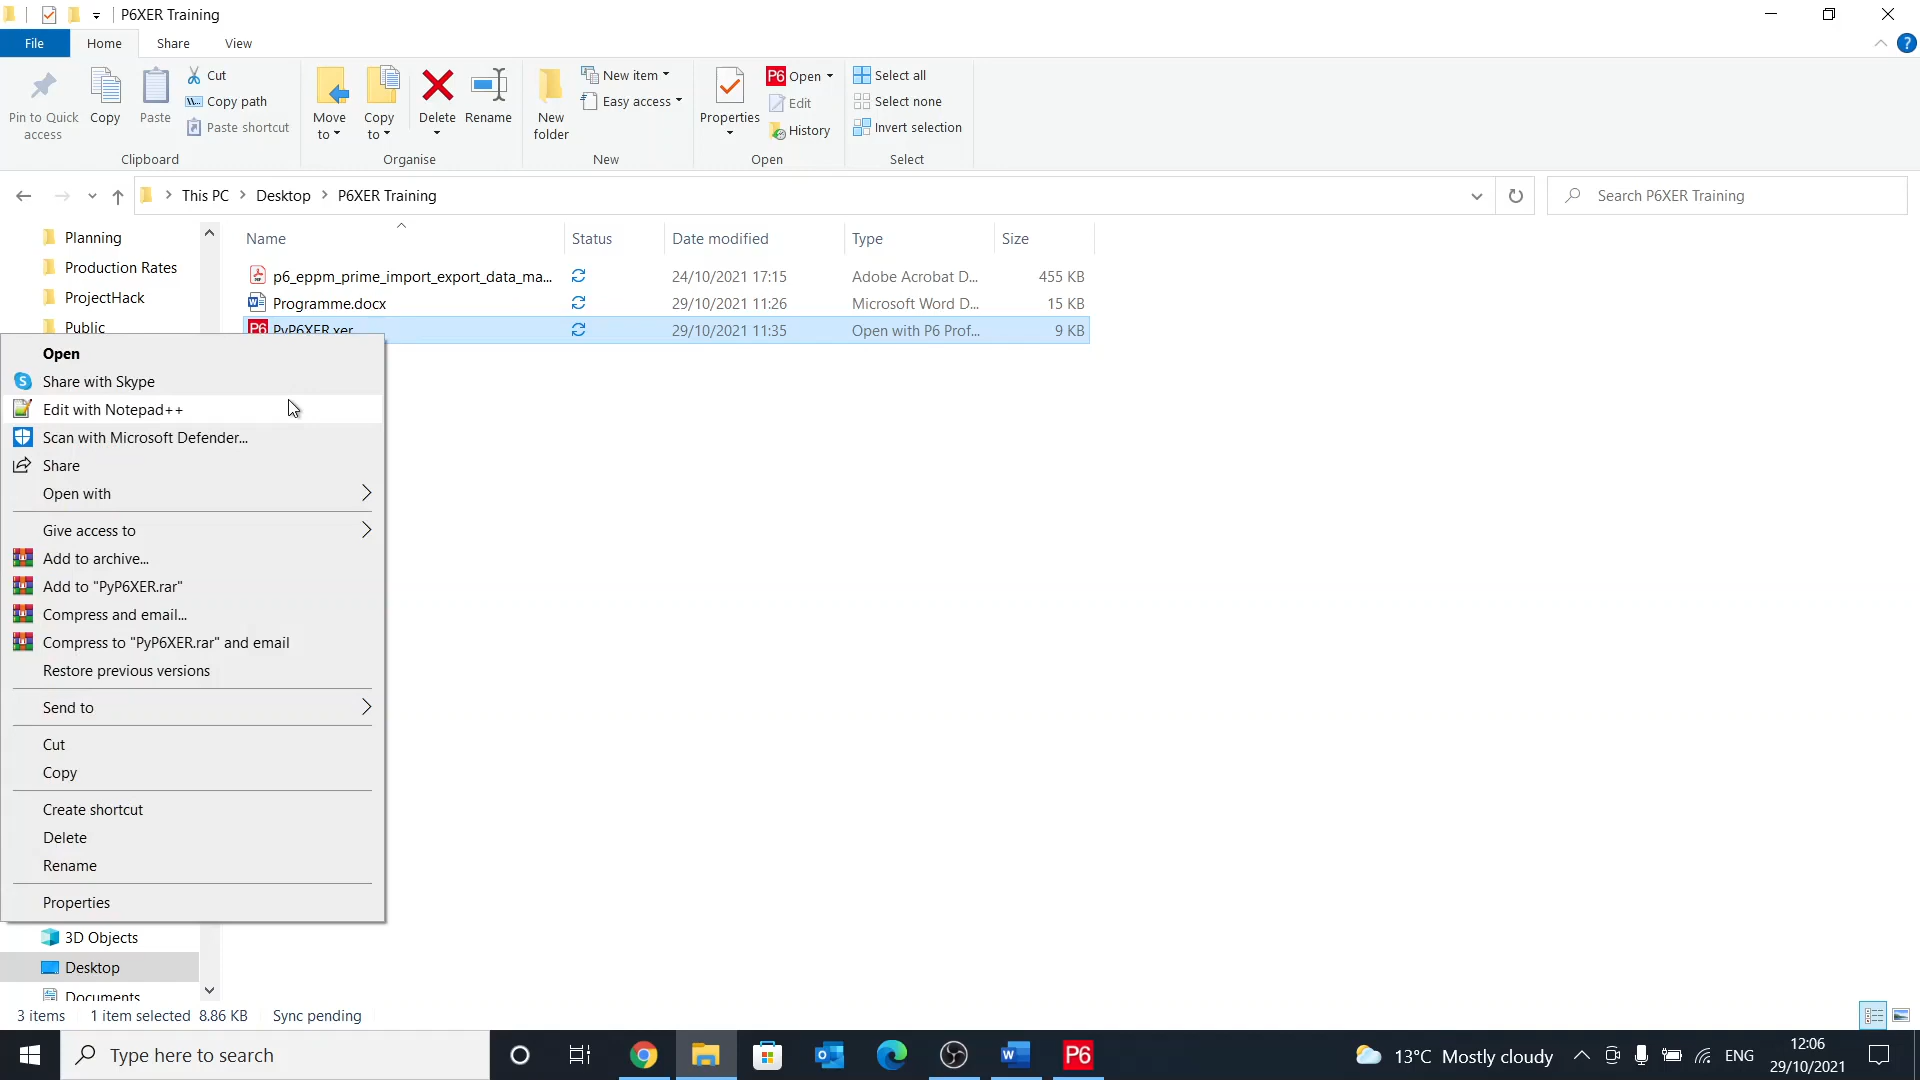 P6XER Training
File Home Share View
Pin to Quick access
Copy
Paste
Cut
Copy path
Paste shortcut
Clipboard
Move to
Copy to
Delete
Rename
Organise
New folder
New item
Easy access
New
Properties
P6 Open
Edit
History
Open
Select all
Select none
Invert selection
Select
This PC Desktop P6XER Training
Search P6XER Training
Planning
Production Rates
ProjectHack
Public
Name Status Date modified Type Size
p6_eppm_prime_import_export_data_ma... 24/10/2021 17:15 Adobe Acrobat D... 455 KB
Programme.docx 29/10/2021 11:26 Microsoft Word D... 15 KB
P6 PyP6XER.xer 29/10/2021 11:35 Open with P6 Prof... 9 KB
Open
Share with Skype
Edit with Notepad++
Scan with Microsoft Defender...
Share
Open with
Give access to
Add to archive...
Add to "PyP6XER.rar"
Compress and email...
Compress to "PyP6XER.rar" and email
Restore previous versions
Send to
Cut
Copy
Create shortcut
Delete
Rename
Properties
3D Objects
Desktop
Documents
3 items 1 item selected 8.86 KB Sync pending
Type here to search
P6
13°C Mostly cloudy
ENG
12:06
29/10/2021